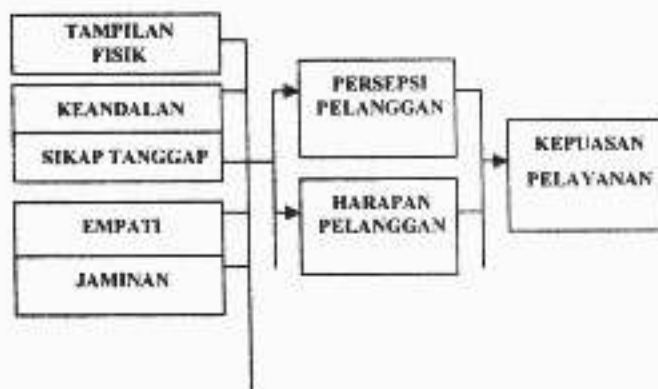 TAMPILAN
FISIK
KEANDALAN
SIKAP TANGGAP
EMPATI
JAMINAN
PERSEPSI
PELANGGAN
HARAPAN
PELANGGAN
KEPUASAN
PELAYANAN